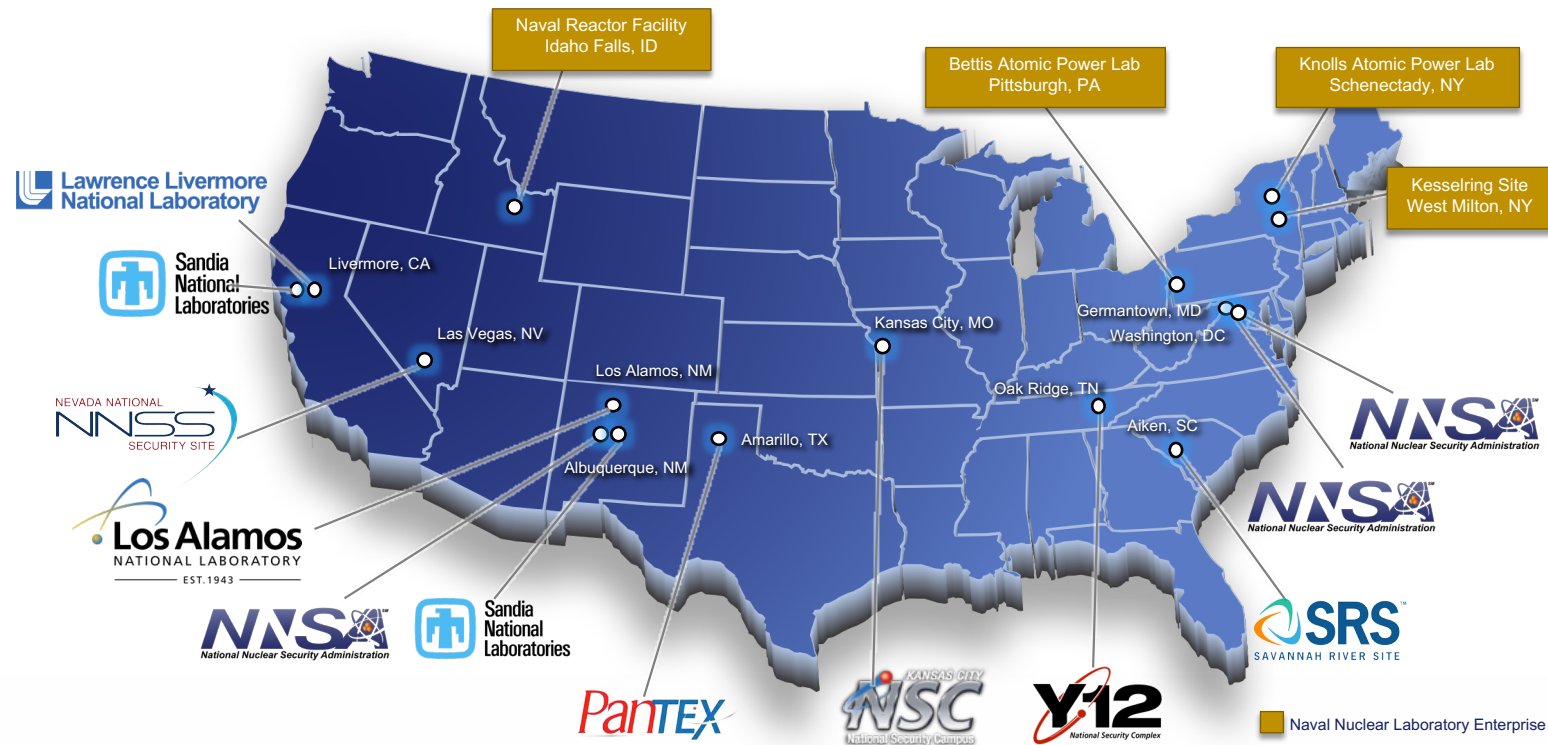 Naval Reactor Facility
Idaho Falls, ID
Bettis Atomic Power Lab
Pittsburgh, PA
Knolls Atomic Power Lab
Schenectady, NY
Kesselring Site
West Milton, NY
Lawrence Livermore
National Laboratory
Sandia
National
Laboratories
Livermore, CA
Las Vegas, NV
Kansas City, MO
Germantown, MD
Washington, DC
Los Alamos, NM
Oak Ridge, TN
Aiken, SC
Amarillo, TX
Albuquerque, NM
NEVADA NATIONAL
NNSS
SECURITY SITE
NNSA SM
National Nuclear Security Administration
NNSA SM
National Nuclear Security Administration
Los Alamos
NATIONAL LABORATORY
EST.1943
NNSA SM
National Nuclear Security Administration
Sandia
National
Laboratories
SRS™
SAVANNAH RIVER SITE
PanTEX
KANSAS CITY
NSC
National Security Campus
Y-12
National Security Complex
Naval Nuclear Laboratory Enterprise